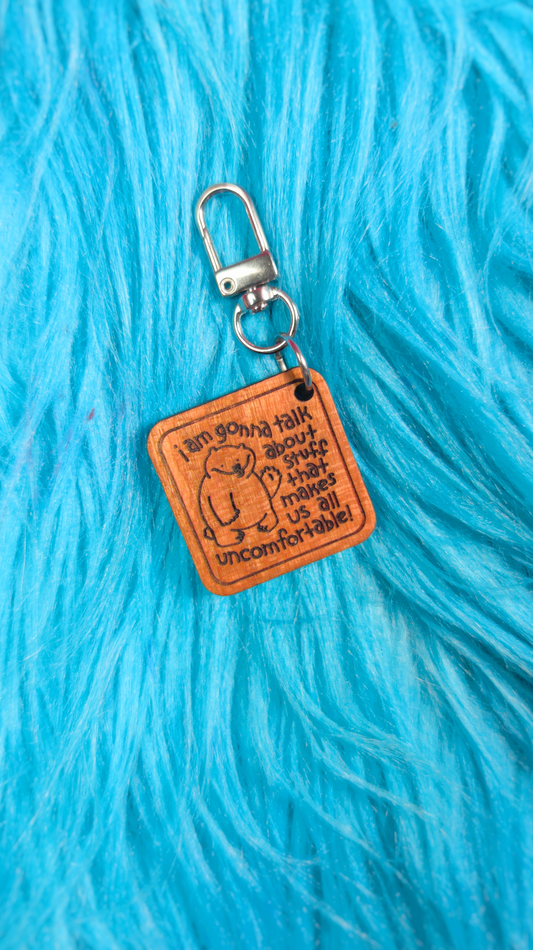 i am gonna talk
about
stuff
that
makes
us all
uncomfortable!